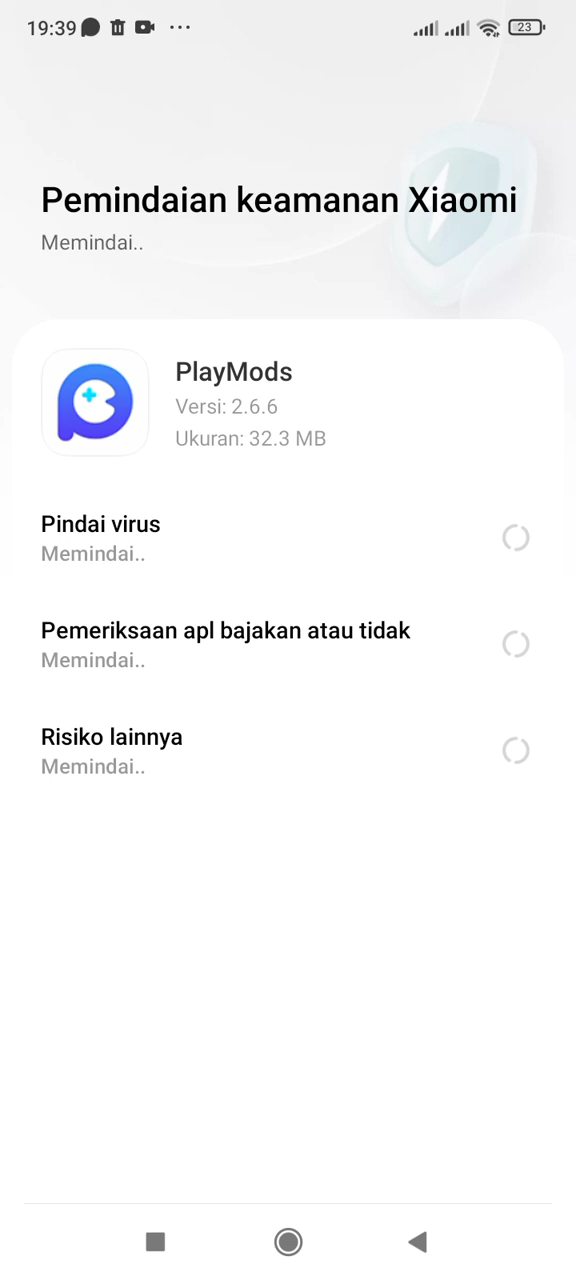 19:39
23
Pemindaian keamanan Xiaomi
Memindai..
PlayMods
Versi: 2.6.6
Ukuran: 32.3 MB
Pindai virus
Memindai..
Pemeriksaan apl bajakan atau tidak
Memindai..
Risiko lainnya
Memindai..